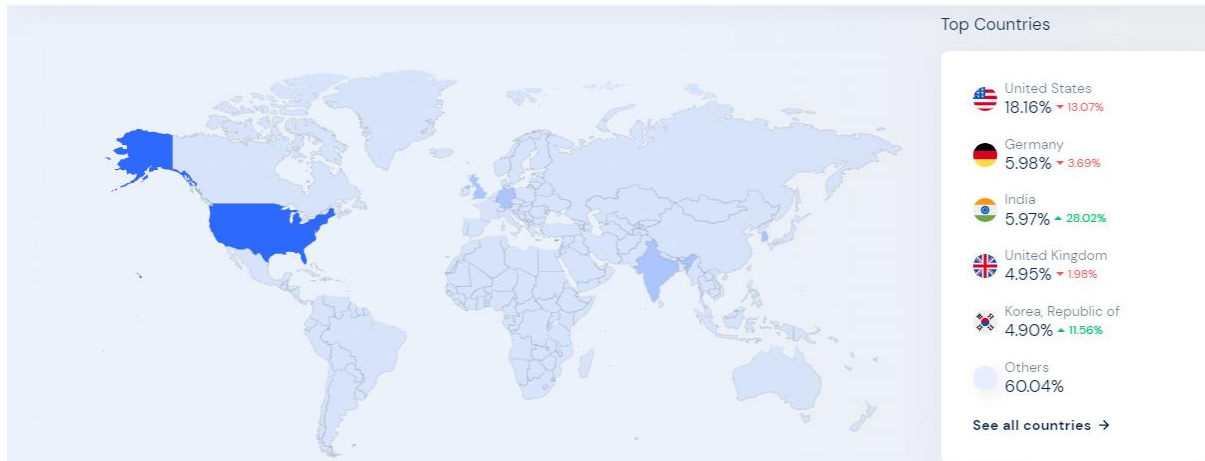 Top Countries
United States
18.16% ▼ 13.07%
Germany
5.98% ▼ 3.69%
India
5.97% ▲ 28.02%
United Kingdom
4.95% ▼ 1.98%
Korea, Republic of
4.90% ▲ 11.56%
Others
60.04%
See all countries →